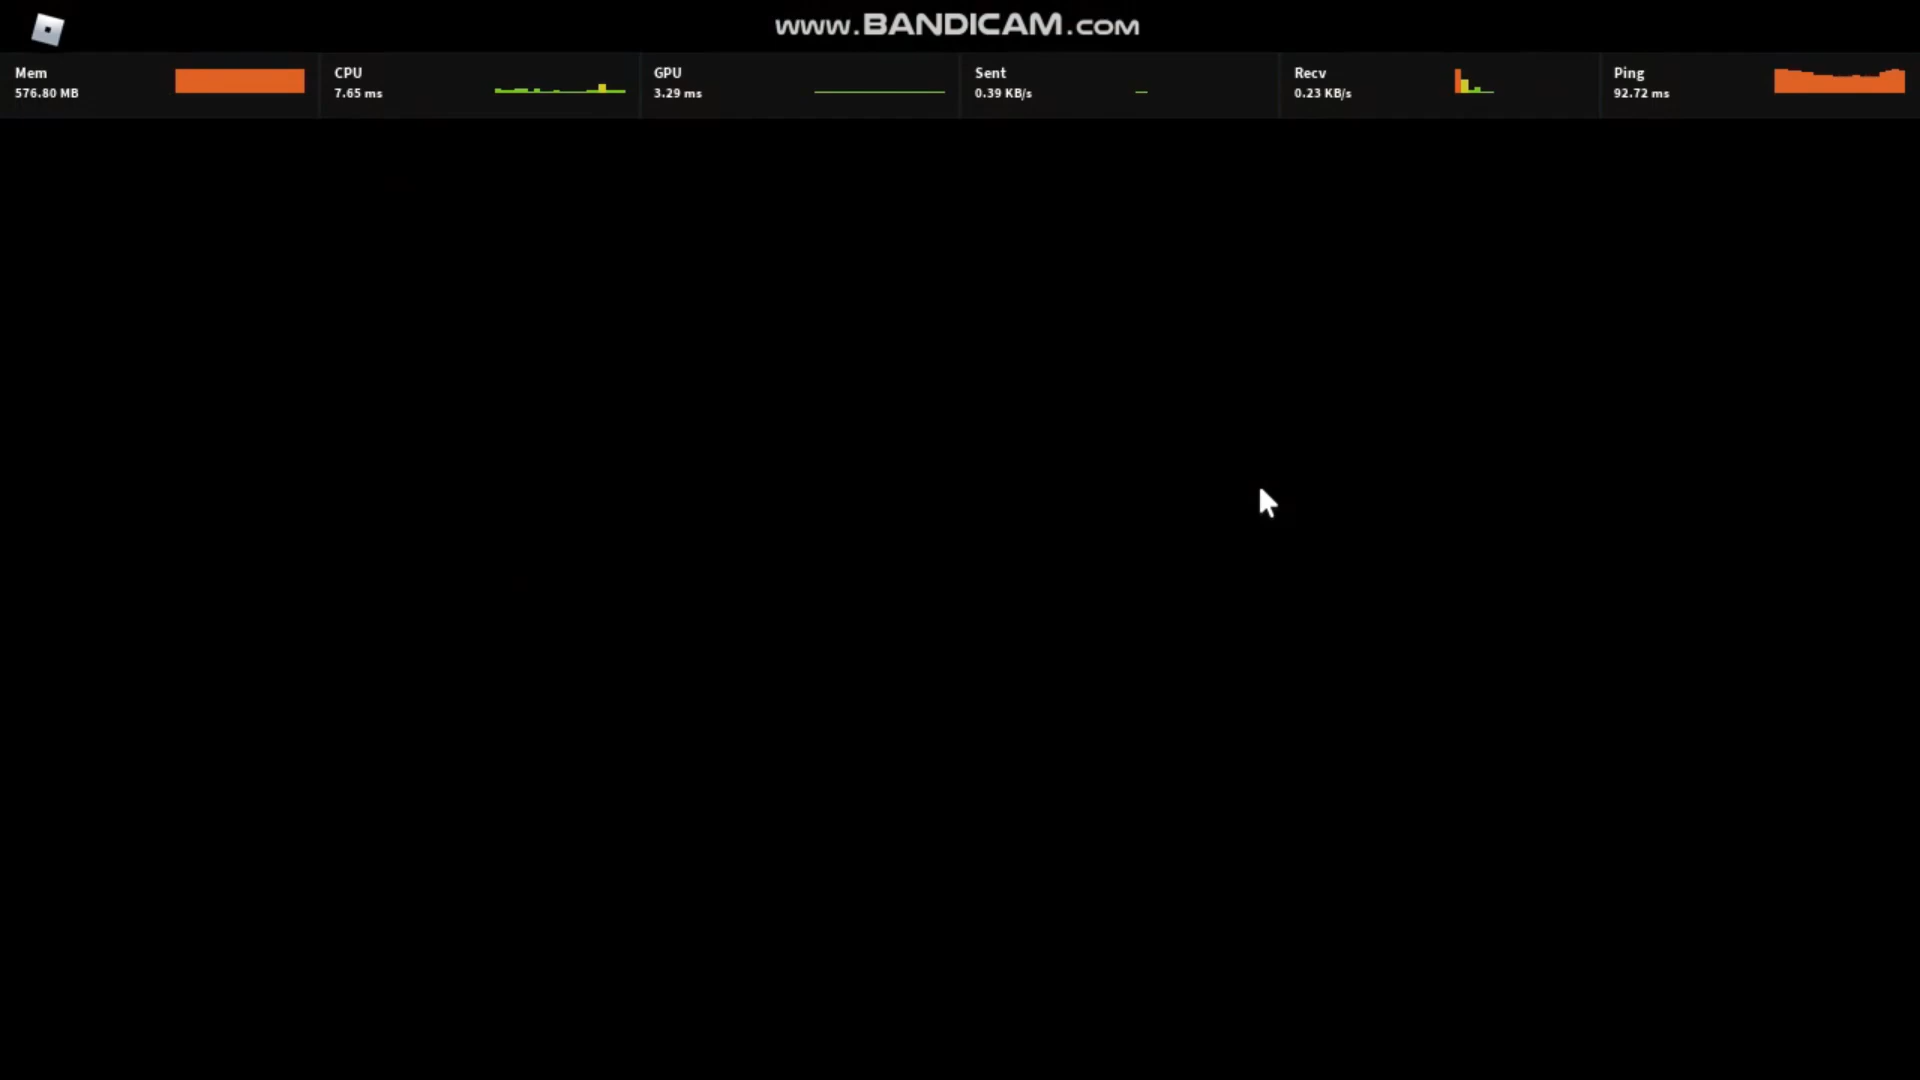 www.BANDICAM.COM
Mem
576.80 MB
CPU
7.65 ms
GPU
3.29 ms
Sent
0.39 KB/s
Recv
0.23 KB/s
Ping
92.72 ms